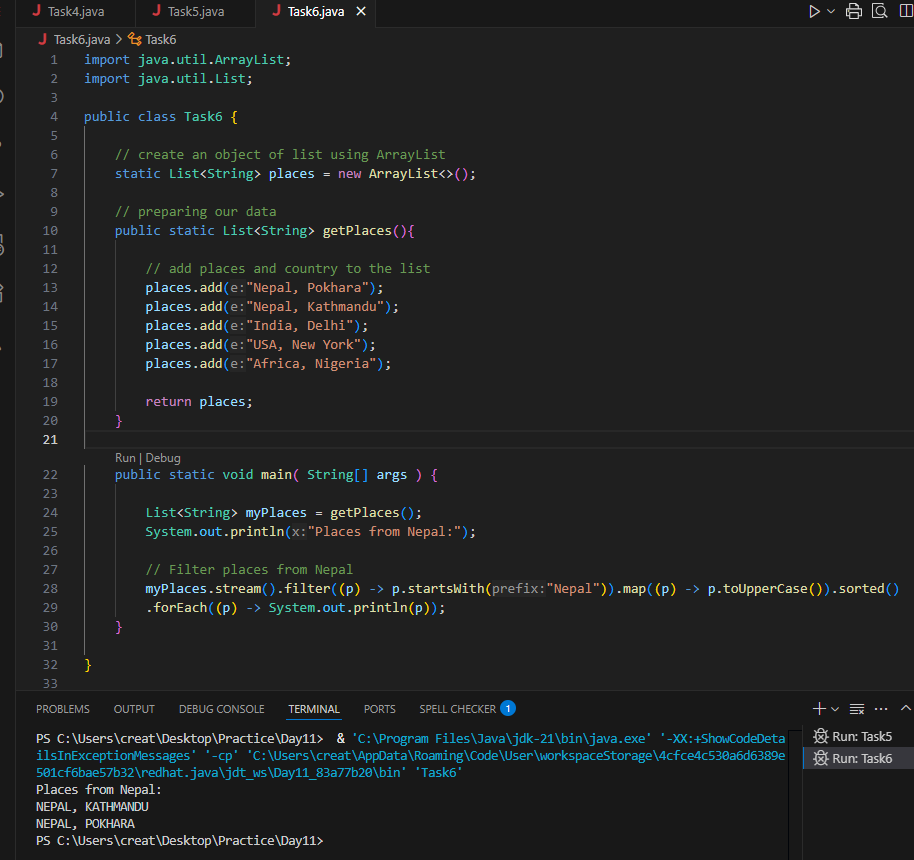 Task4.java
Task5.java
Task6.java
Task6.java > Task6
1 import java.util.ArrayList;
2 import java.util.List;
3
4 public class Task6 {
5
6 // create an object of list using ArrayList
7 static List<String> places = new ArrayList<>();
8
9 // preparing our data
10 public static List<String> getPlaces(){
11
12 // add places and country to the list
13 places.add(e:"Nepal, Pokhara");
14 places.add(e:"Nepal, Kathmandu");
15 places.add(e:"India, Delhi");
16 places.add(e:"USA, New York");
17 places.add(e:"Africa, Nigeria");
18
19 return places;
20 }
21
Run | Debug
22 public static void main( String[] args ) {
23
24 List<String> myPlaces = getPlaces();
25 System.out.println(x:"Places from Nepal:");
26
27 // Filter places from Nepal
28 myPlaces.stream().filter((p) -> p.startsWith(prefix:"Nepal")).map((p) -> p.toUpperCase()).sorted()
29 .forEach((p) -> System.out.println(p));
30 }
31
32 }
33
PROBLEMS OUTPUT DEBUG CONSOLE TERMINAL PORTS SPELL CHECKER 1
PS C:\Users\creat\Desktop\Practice\Day11> & 'C:\Program Files\Java\jdk-21\bin\java.exe' '-XX:+ShowCodeDeta
ilsInExceptionMessages' '-cp' 'C:\Users\creat\AppData\Roaming\Code\User\workspaceStorage\4cfce4c530a6d6389e
501cf6bae57b32\redhat.java\jdt_ws\Day11_83a77b20\bin' 'Task6'
Places from Nepal:
NEPAL, KATHMANDU
NEPAL, POKHARA
PS C:\Users\creat\Desktop\Practice\Day11>
Run: Task5
Run: Task6